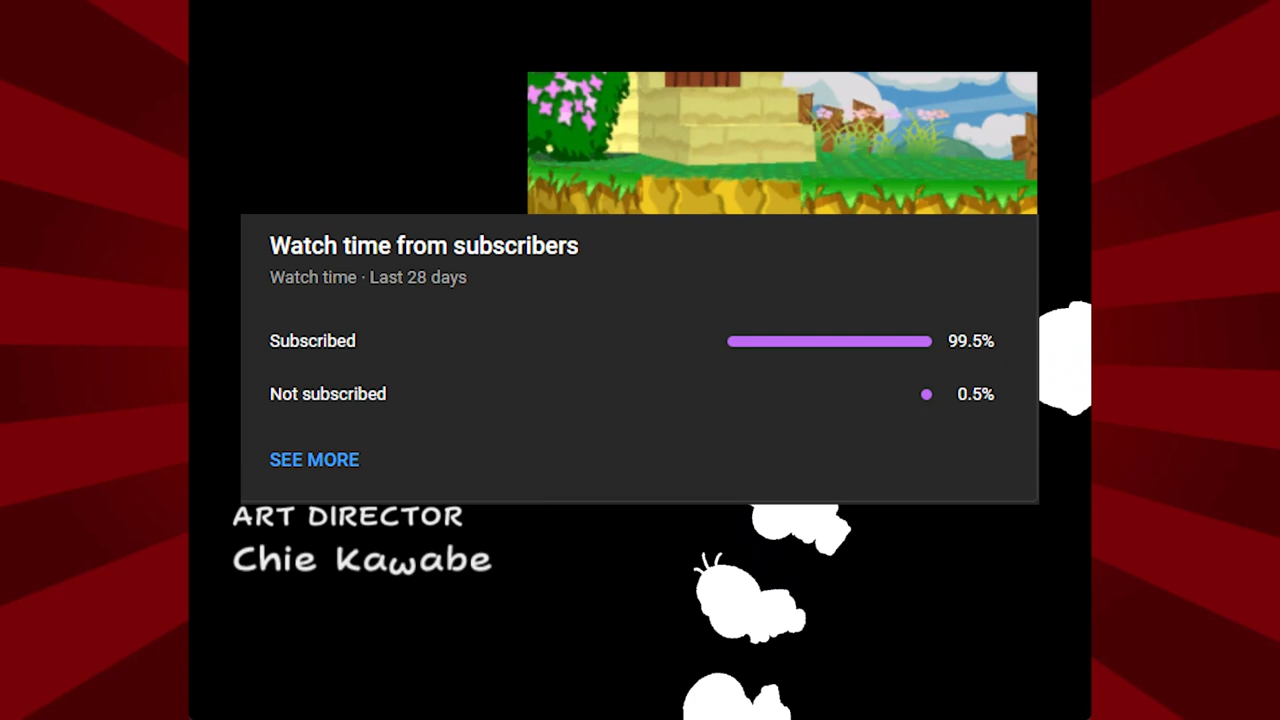 Watch time from subscribers
Watch time · Last 28 days
Subscribed 99.5%
Not subscribed 0.5%
SEE MORE
ART DIRECTOR
Chie Kawabe